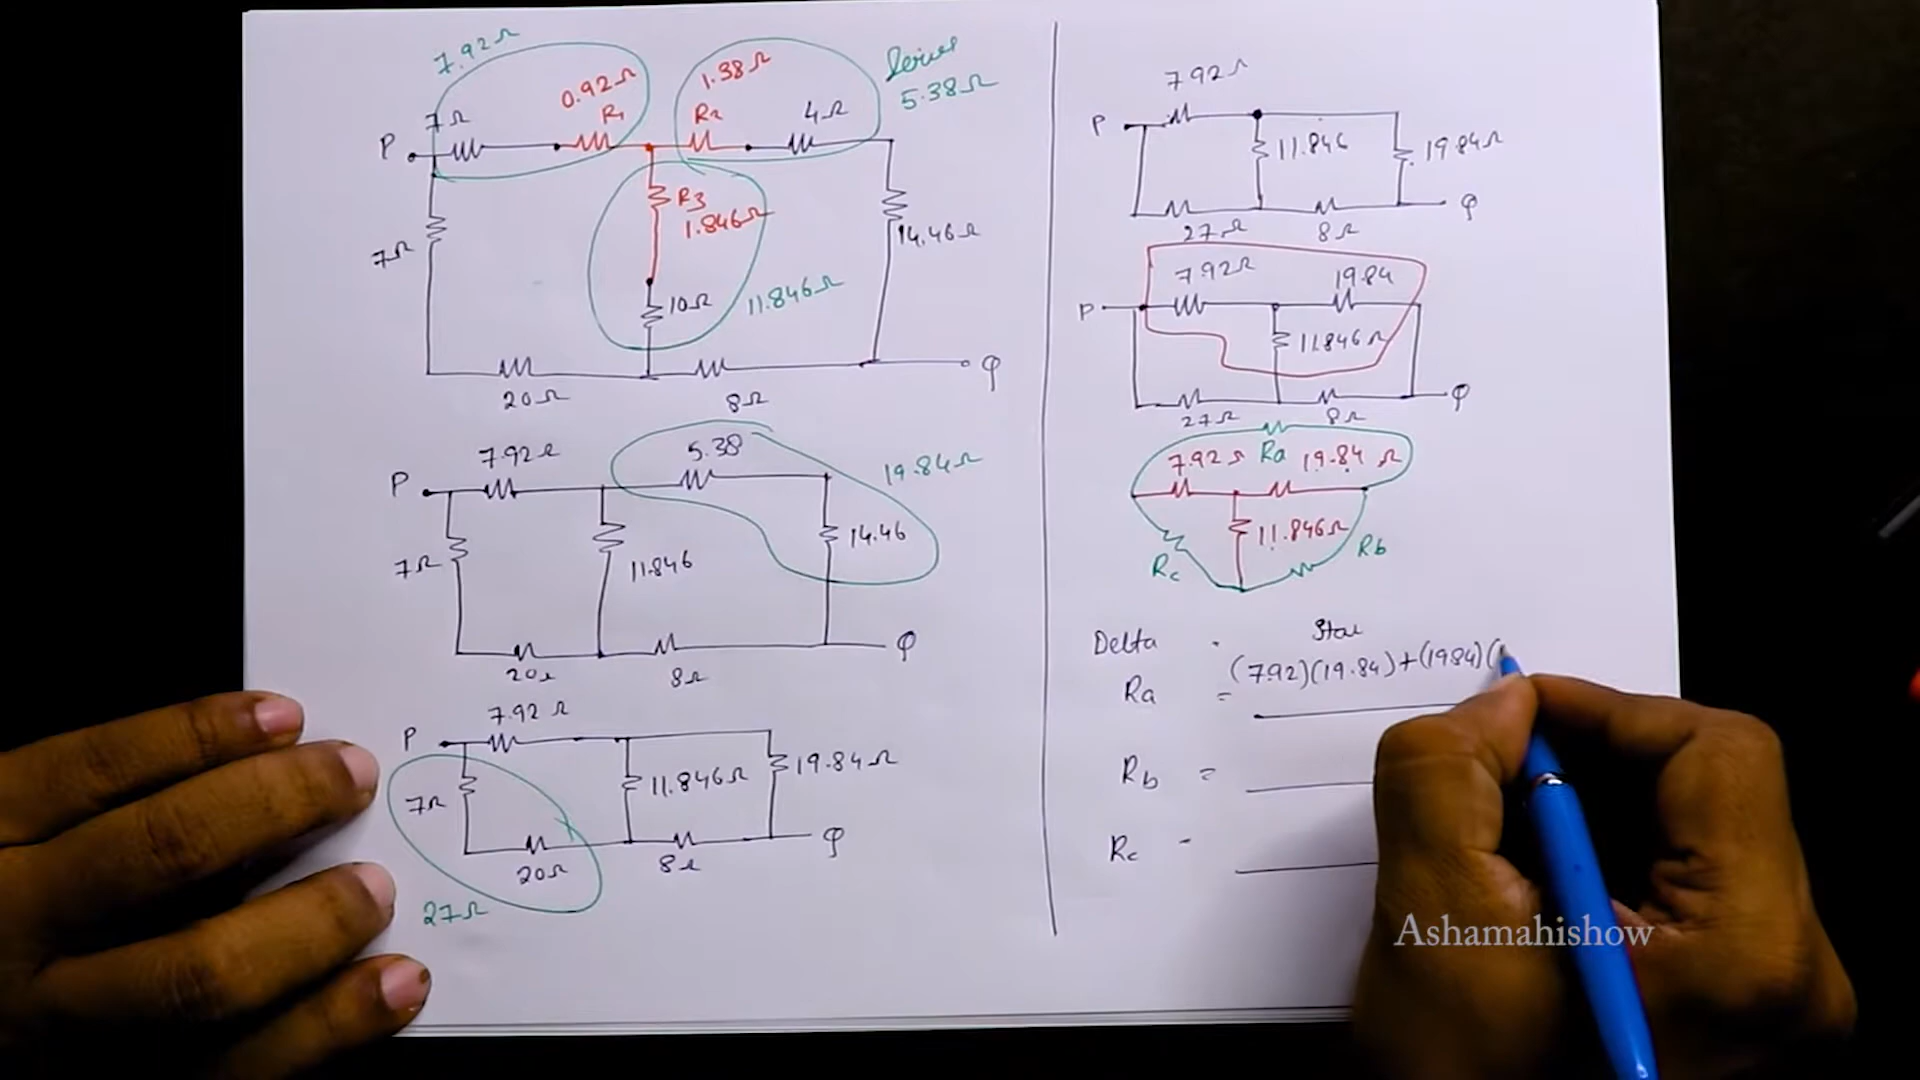 7.92Ω
0.92Ω
1.38Ω
Series
5.38Ω
7Ω
R1
R2
4Ω
P
R3
1.846Ω
7Ω
14.46Ω
10Ω
11.846Ω
20Ω
8Ω
Q
7.92Ω
5.38
19.84Ω
P
7Ω
11.846
14.46
20Ω
8Ω
Q
7.92Ω
P
7Ω
11.846Ω
19.84Ω
20Ω
8Ω
Q
27Ω
7.92Ω
P
11.846
19.84Ω
27Ω
8Ω
Q
7.92Ω
19.84
P
11.846Ω
27Ω
8Ω
Q
7.92Ω
Ra
19.84Ω
11.846Ω
Rc
Rb
Delta
Star
Ra = (7.92)(19.84)+(1984)(
Rb =
Rc -
Ashamahishow